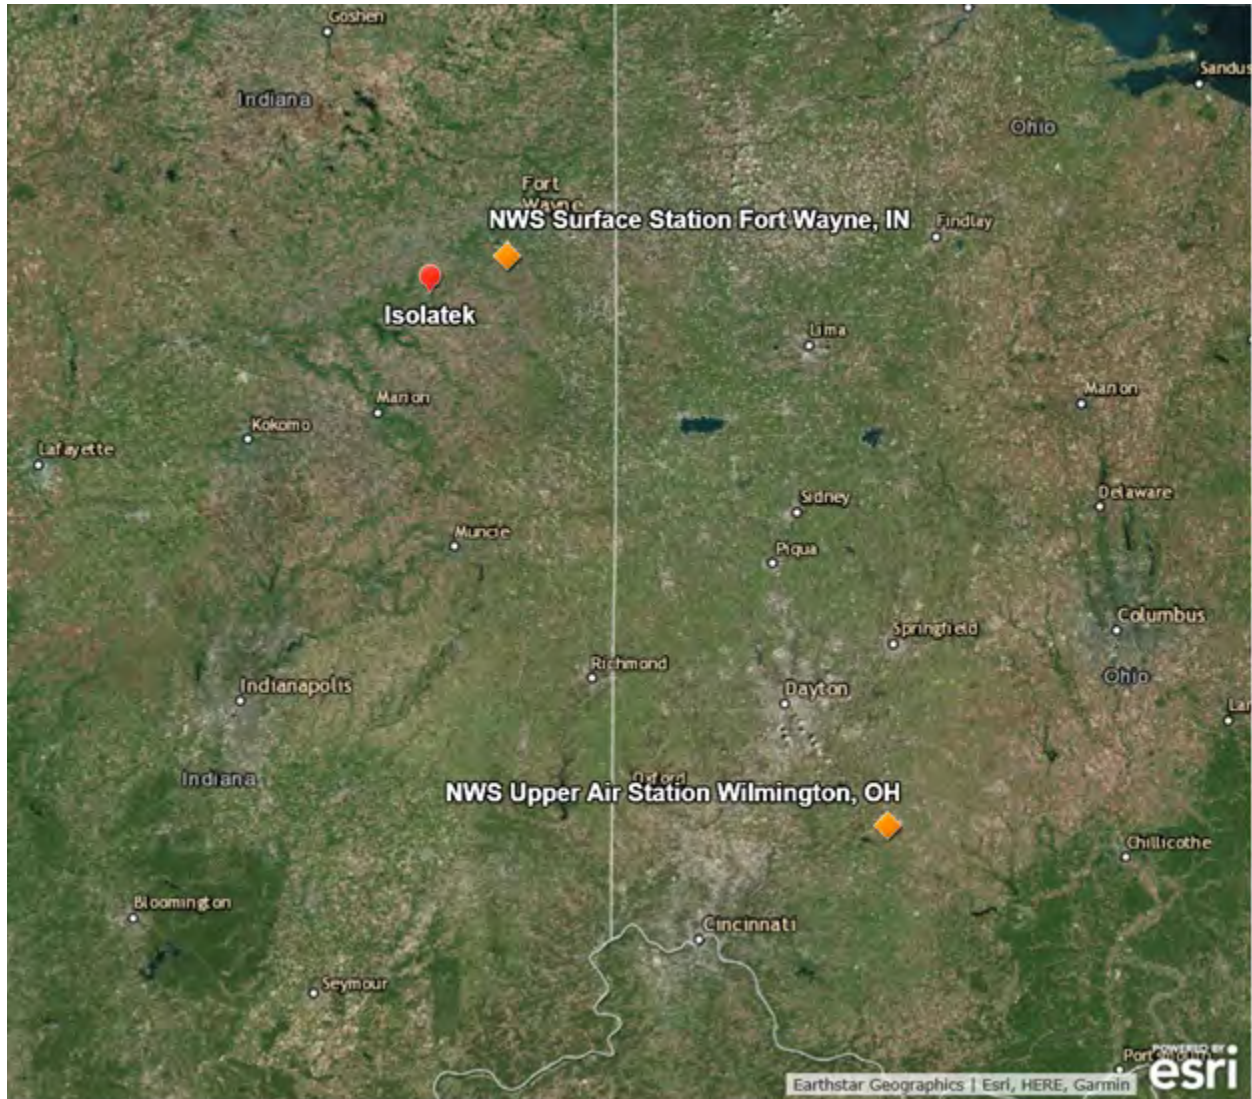 Goshen
Indiana
Sandus
Ohio
Fort
Wayne
NWS Surface Station Fort Wayne, IN
Findlay
Isolatek
Lima
Marion
Marion
Kokomo
Lafayette
Delaware
Sidney
Muncie
Piqua
Columbus
Springfield
Richmond
Ohio
Indianapolis
Dayton
Lan
Indiana
Oxford
NWS Upper Air Station Wilmington, OH
Chillicothe
Bloomington
Cincinnati
Seymour
Portsmouth
POWERED BY
esri
Earthstar Geographics | Esri, HERE, Garmin